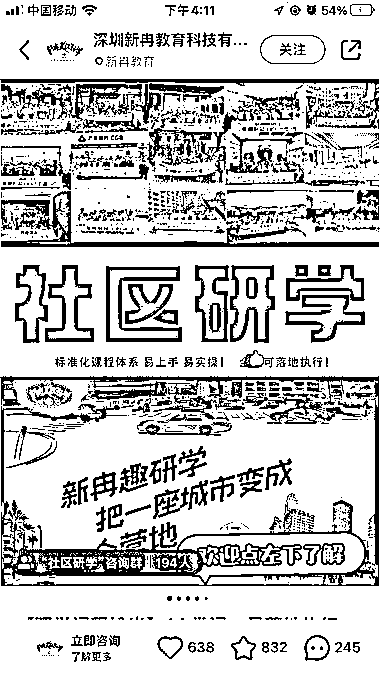 中国移动 下午4:11 54%
深圳新冉教育科技有...
新冉教育
关注
社区研学
标准化课程体系 易上手 易实操! 可落地执行!
新冉趣研学
把一座城市变成
"社区研学"咨询群 194人
欢迎点左下了解
立即咨询
了解更多
638 832 245